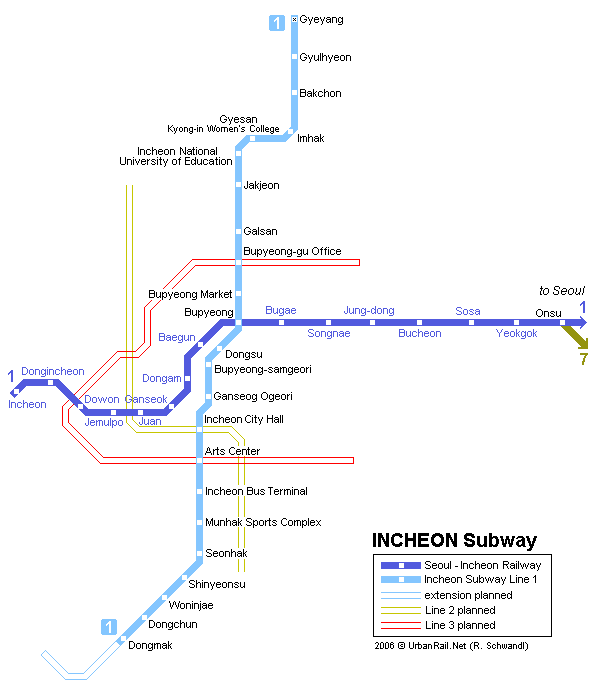 1
Gyeyang
Gyulhyeon
Bakchon
Gyesan
Kyong-in Women's College
Imhak
Incheon National
University of Education
Jakjeon
Galsan
Bupyeong-gu Office
to Seoul
Bupyeong Market
Bupyeong
Bugae
Jung-dong
Sosa
Onsu
1
Songnae
Bucheon
Yeokgok
7
Baegun
Dongsu
Bupyeong-samgeori
1
Dongincheon
Dongam
Incheon
Dowon
Ganseok
Ganseog Ogeori
Jemulpo
Juan
Incheon City Hall
Arts Center
Incheon Bus Terminal
Munhak Sports Complex
Seonhak
Shinyeonsu
Woninjae
Dongchun
1
Dongmak
INCHEON Subway
Seoul - Incheon Railway
Incheon Subway Line 1
extension planned
Line 2 planned
Line 3 planned
2006 © UrbanRail.Net (R. Schwandl)